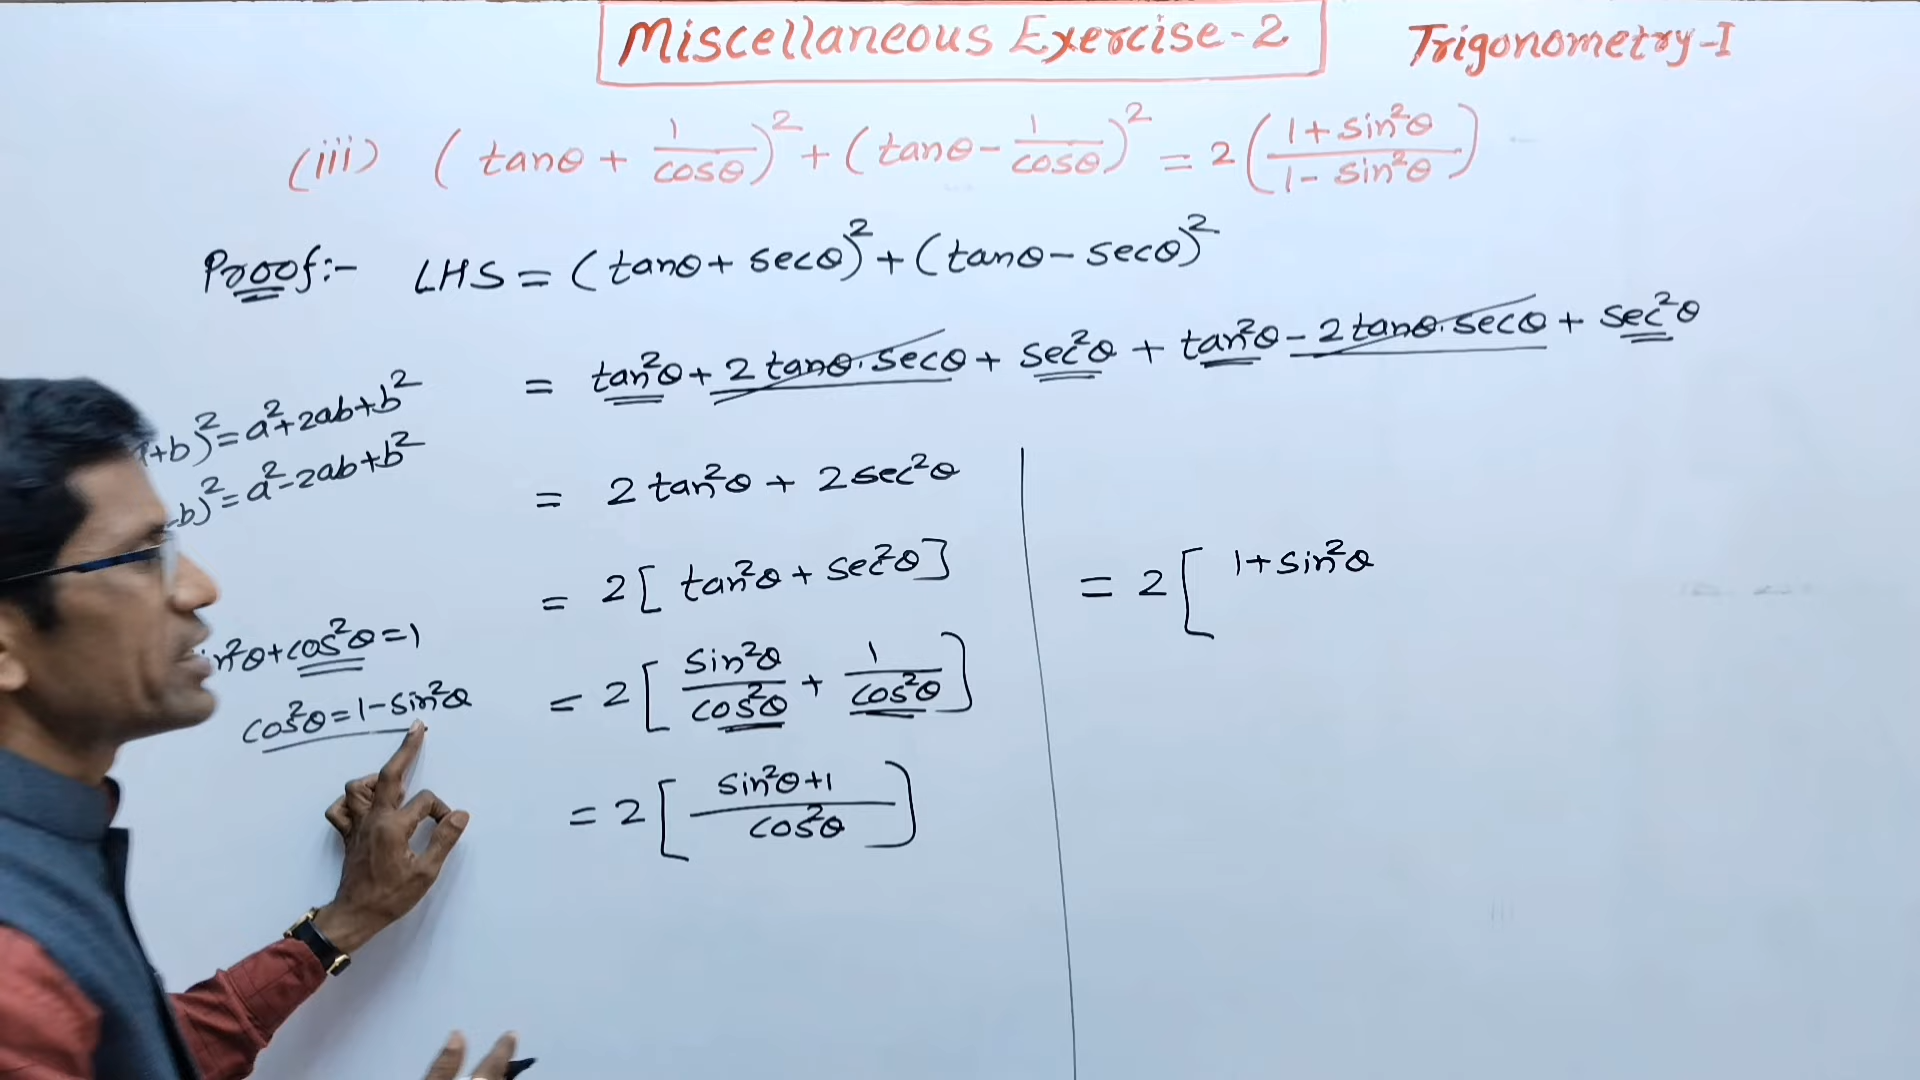 Miscellaneous Exercise-2
Trigonometry-I
(iii) (tanθ + 1/cosθ)² + (tanθ - 1/cosθ)² = 2(1 + sin²θ / 1 - sin²θ)
Proof:- LHS = (tanθ + secθ)² + (tanθ - secθ)²
= tan²θ + 2 tanθ.secθ + sec²θ + tan²θ - 2 tanθ.secθ + sec²θ
+b)² = a² + 2ab + b²
-b)² = a² - 2ab + b²
= 2 tan²θ + 2 sec²θ
= 2[ tan²θ + sec²θ ]
in²θ + cos²θ = 1
cos²θ = 1 - sin²θ
= 2[ sin²θ/cos²θ + 1/cos²θ ]
= 2[ sin²θ + 1 / cos²θ ]
= 2[ 1 + sin²θ